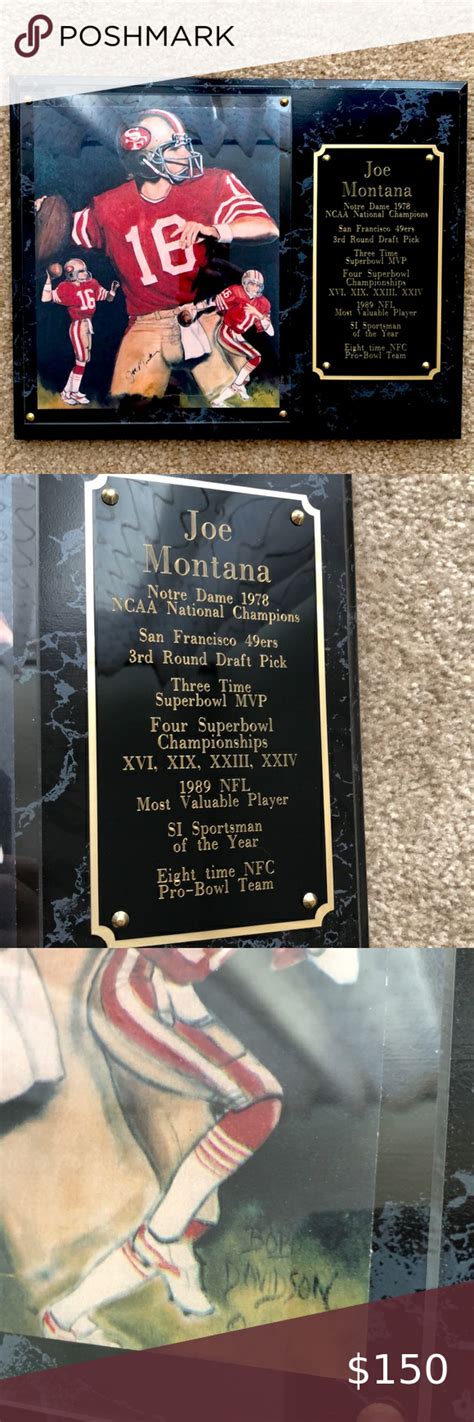 POSHMARK
16
16
Joe
Montana
Notre Dame 1978
NCAA National Champions
San Francisco 49ers
3rd Round Draft Pick
Three Time
Superbowl MVP
Four Superbowl
Championships
XVI, XIX, XXIII, XXIV
1989 NFL
Most Valuable Player
SI Sportsman
of the Year
Eight time NFC
Pro-Bowl Team
Joe
Montana
Notre Dame 1978
NCAA National Champions
San Francisco 49ers
3rd Round Draft Pick
Three Time
Superbowl MVP
Four Superbowl
Championships
XVI, XIX, XXIII, XXIV
1989 NFL
Most Valuable Player
SI Sportsman
of the Year
Eight time NFC
Pro-Bowl Team
BOB
DAVIDSON
$150